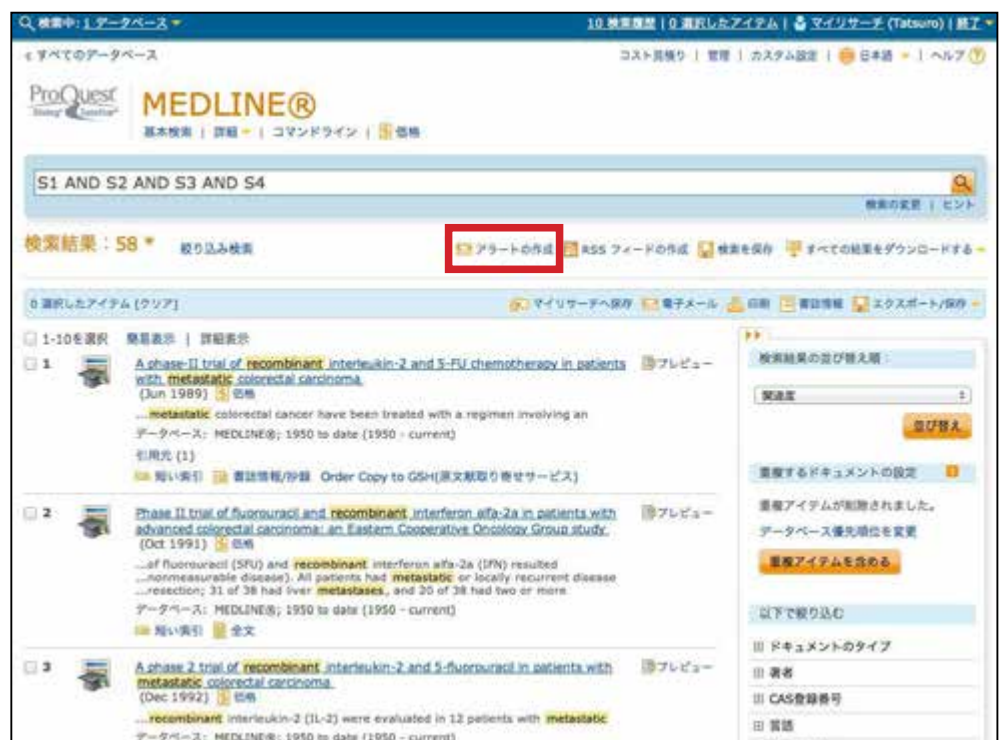 検索中: 1 データベース
10 検索履歴 | 0 選択したアイテム | マイリサーチ (Tatsuro) | 終了
すべてのデータベース
コスト見積り | 管理 | カスタム設定 | 日本語 | ヘルプ
ProQuest
MEDLINE®
基本検索 | 詳細 | コマンドライン | 価格
S1 AND S2 AND S3 AND S4
検索の変更 | ヒント
検索結果：58 *
絞り込み検索
アラートの作成 RSS フィードの作成 検索を保存 すべての結果をダウンロードする
0 選択したアイテム [クリア]
マイリサーチへ保存 電子メール 印刷 書誌情報 エクスポート/保存
1-10を選択 簡易表示 | 詳細表示
1 A phase-II trial of recombinant interleukin-2 and 5-FU chemotherapy in patients プレビュー
with metastatic colorectal carcinoma.
(Jun 1989) 価格
...metastatic colorectal cancer have been treated with a regimen involving an
データベース: MEDLINE®; 1950 to date (1950 - current)
引用元 (1)
短い索引 書誌情報/抄録 Order Copy to GSH(原文献取り寄せサービス)
2 Phase II trial of fluorouracil and recombinant interferon alfa-2a in patients with プレビュー
advanced colorectal carcinoma: an Eastern Cooperative Oncology Group study.
(Oct 1991) 価格
...of fluorouracil (5FU) and recombinant interferon alfa-2a (IFN) resulted
...nonmeasurable disease). All patients had metastatic or locally recurrent disease
...resection; 31 of 38 had liver metastases, and 20 of 38 had two or more
データベース: MEDLINE®; 1950 to date (1950 - current)
短い索引 全文
3 A phase 2 trial of recombinant interleukin-2 and 5-fluorouracil in patients with プレビュー
metastatic colorectal carcinoma.
(Dec 1992) 価格
...recombinant interleukin-2 (IL-2) were evaluated in 12 patients with metastatic
データベース: MEDLINE®; 1950 to date (1950 - current)
検索結果の並び替え順：
関連度
並び替え
重複するドキュメントの設定
重複アイテムが削除されました。
データベース優先順位を変更
重複アイテムを含める
以下で絞り込む
ドキュメントのタイプ
著者
CAS登録番号
言語